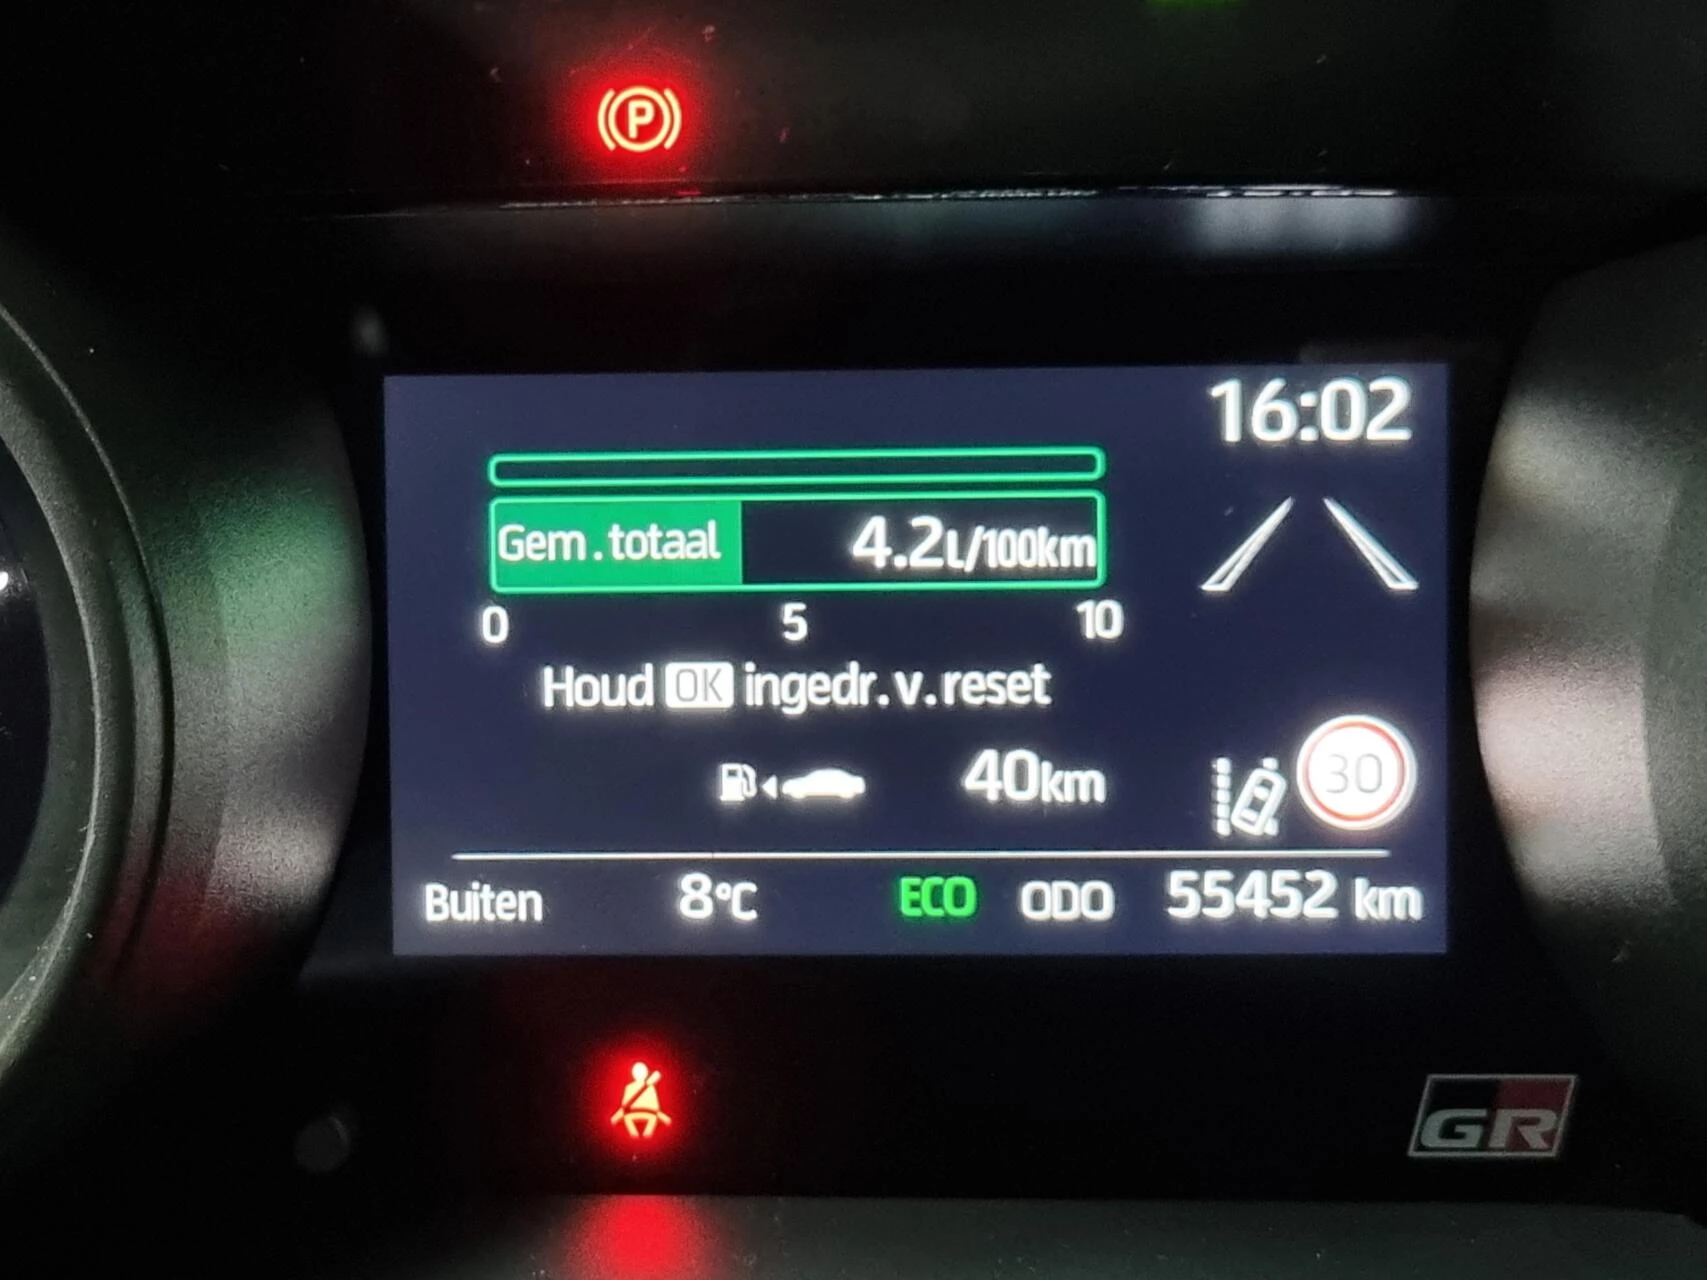 P
16:02
Gem.totaal 4.2L/100km
0 5 10
Houd OK ingedr.v.reset
40km
30
Buiten 8°C ECO ODO 55452 km
GR